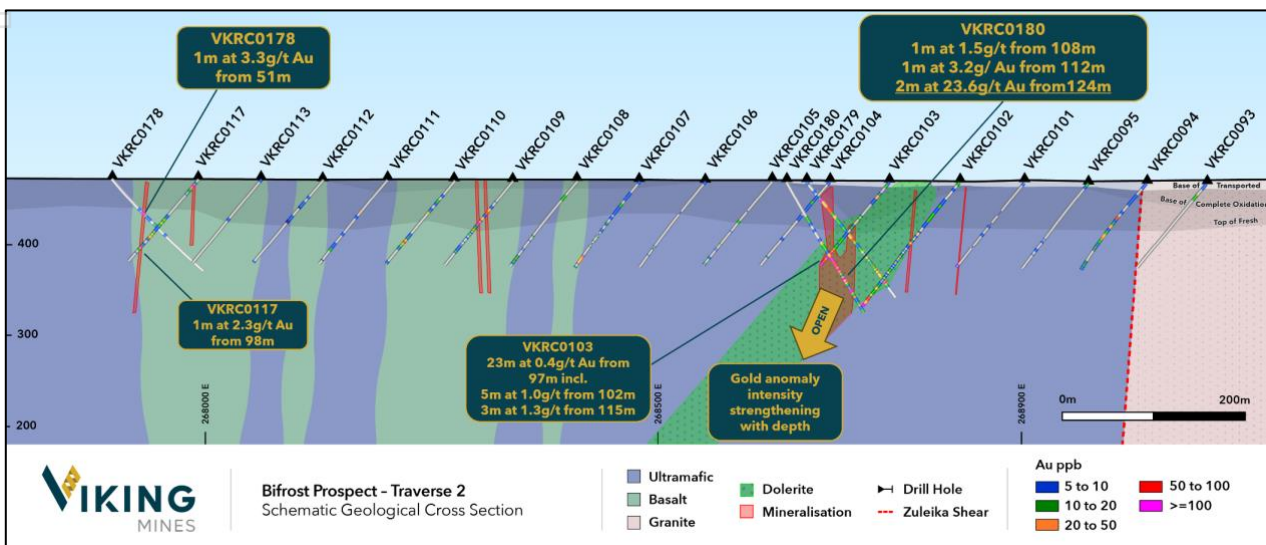 VKRC0178
1m at 3.3g/t Au
from 51m
VKRC0180
1m at 1.5g/t from 108m
1m at 3.2g/ Au from 112m
2m at 23.6g/t Au from124m
VKRC0178
VKRC0117
VKRC0113
VKRC0112
VKRC0111
VKRC0110
VKRC0109
VKRC0108
VKRC0107
VKRC0106
VKRC0105
VKRC0180
VKRC0179
VKRC0104
VKRC0103
VKRC0102
VKRC0101
VKRC0095
VKRC0094
VKRC0093
Base of Transported
Base of Complete Oxidation
Top of Fresh
400
300
200
VKRC0117
1m at 2.3g/t Au
from 98m
VKRC0103
23m at 0.4g/t Au from
97m incl.
5m at 1.0g/t from 102m
3m at 1.3g/t from 115m
OPEN
Gold anomaly
intensity
strengthening
with depth
268000 E
268500 E
268900 E
0m 200m
VIKING
MINES
Bifrost Prospect - Traverse 2
Schematic Geological Cross Section
Ultramafic
Basalt
Granite
Dolerite
Mineralisation
Drill Hole
Zuleika Shear
Au ppb
5 to 10
10 to 20
20 to 50
50 to 100
>=100